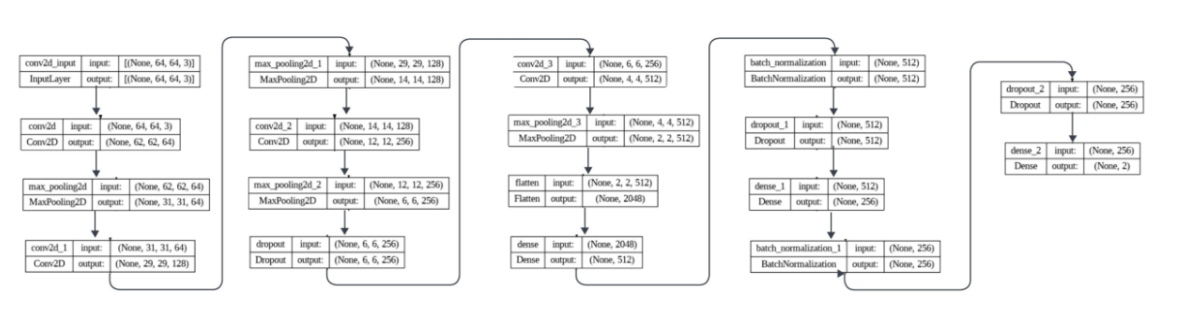 conv2d_input input: [(None, 64, 64, 3)]
InputLayer output: [(None, 64, 64, 3)]
conv2d input: (None, 64, 64, 3)
Conv2D output: (None, 62, 62, 64)
max_pooling2d input: (None, 62, 62, 64)
MaxPooling2D output: (None, 31, 31, 64)
conv2d_1 input: (None, 31, 31, 64)
Conv2D output: (None, 29, 29, 128)
max_pooling2d_1 input: (None, 29, 29, 128)
MaxPooling2D output: (None, 14, 14, 128)
conv2d_2 input: (None, 14, 14, 128)
Conv2D output: (None, 12, 12, 256)
max_pooling2d_2 input: (None, 12, 12, 256)
MaxPooling2D output: (None, 6, 6, 256)
dropout input: (None, 6, 6, 256)
Dropout output: (None, 6, 6, 256)
conv2d_3 input: (None, 6, 6, 256)
Conv2D output: (None, 4, 4, 512)
max_pooling2d_3 input: (None, 4, 4, 512)
MaxPooling2D output: (None, 2, 2, 512)
flatten input: (None, 2, 2, 512)
Flatten output: (None, 2048)
dense input: (None, 2048)
Dense output: (None, 512)
batch_normalization input: (None, 512)
BatchNormalization output: (None, 512)
dropout_1 input: (None, 512)
Dropout output: (None, 512)
dense_1 input: (None, 512)
Dense output: (None, 256)
batch_normalization_1 input: (None, 256)
BatchNormalization output: (None, 256)
dropout_2 input: (None, 256)
Dropout output: (None, 256)
dense_2 input: (None, 256)
Dense output: (None, 2)